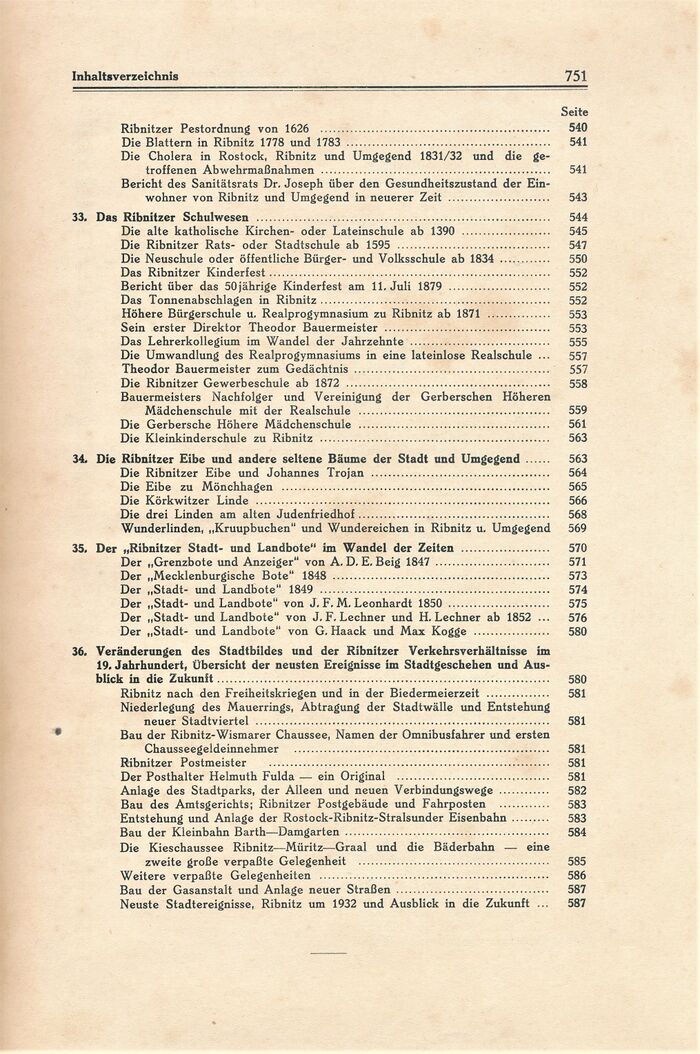 Inhaltsverzeichnis 751
Seite
Ribnitzer Pestordnung von 1626 ........ 540
Die Blattern in Ribnitz 1778 und 1783 ........ 541
Die Cholera in Rostock, Ribnitz und Umgegend 1831/32 und die ge-
troffenen Abwehrmaßnahmen ........ 541
Bericht des Sanitätsrats Dr. Joseph über den Gesundheitszustand der Ein-
wohner von Ribnitz und Umgegend in neuerer Zeit ........ 543
33. Das Ribnitzer Schulwesen ........ 544
Die alte katholische Kirchen- oder Lateinschule ab 1390 ........ 545
Die Ribnitzer Rats- oder Stadtschule ab 1595 ........ 547
Die Neuschule oder öffentliche Bürger- und Volksschule ab 1834 ........ 550
Das Ribnitzer Kinderfest ........ 552
Bericht über das 50jährige Kinderfest am 11. Juli 1879 ........ 552
Das Tonnenabschlagen in Ribnitz ........ 552
Höhere Bürgerschule u. Realprogymnasium zu Ribnitz ab 1871 ........ 553
Sein erster Direktor Theodor Bauermeister ........ 553
Das Lehrerkollegium im Wandel der Jahrzehnte ........ 555
Die Umwandlung des Realprogymnasiums in eine lateinlose Realschule ... 557
Theodor Bauermeister zum Gedächtnis ........ 557
Die Ribnitzer Gewerbeschule ab 1872 ........ 558
Bauermeisters Nachfolger und Vereinigung der Gerberschen Höheren
Mädchenschule mit der Realschule ........ 559
Die Gerbersche Höhere Mädchenschule ........ 561
Die Kleinkinderschule zu Ribnitz ........ 563
34. Die Ribnitzer Eibe und andere seltene Bäume der Stadt und Umgegend ...... 563
Die Ribnitzer Eibe und Johannes Trojan ........ 564
Die Eibe zu Mönchhagen ........ 565
Die Körkwitzer Linde ........ 566
Die drei Linden am alten Judenfriedhof ........ 568
Wunderlinden, „Kruupbuchen“ und Wundereichen in Ribnitz u. Umgegend 569
35. Der „Ribnitzer Stadt- und Landbote“ im Wandel der Zeiten ........ 570
Der „Grenzbote und Anzeiger“ von A. D. E. Beig 1847 ........ 571
Der „Mecklenburgische Bote“ 1848 ........ 573
Der „Stadt- und Landbote“ 1849 ........ 574
Der „Stadt- und Landbote“ von J. F. M. Leonhardt 1850 ........ 575
Der „Stadt- und Landbote“ von J. F. Lechner und H. Lechner ab 1852 ... 576
Der „Stadt- und Landbote“ von G. Haack und Max Kogge ........ 580
36. Veränderungen des Stadtbildes und der Ribnitzer Verkehrsverhältnisse im
19. Jahrhundert, Übersicht der neusten Ereignisse im Stadtgeschehen und Aus-
blick in die Zukunft ........ 580
Ribnitz nach den Freiheitskriegen und in der Biedermeierzeit ........ 581
Niederlegung des Mauerrings, Abtragung der Stadtwälle und Entstehung
neuer Stadtviertel ........ 581
Bau der Ribnitz-Wismarer Chaussee, Namen der Omnibusfahrer und ersten
Chausseegeldeinnehmer ........ 581
Ribnitzer Postmeister ........ 581
Der Posthalter Helmuth Fulda — ein Original ........ 581
Anlage des Stadtparks, der Alleen und neuen Verbindungswege ........ 582
Bau des Amtsgerichts; Ribnitzer Postgebäude und Fahrposten ........ 583
Entstehung und Anlage der Rostock-Ribnitz-Stralsunder Eisenbahn ........ 583
Bau der Kleinbahn Barth—Damgarten ........ 584
Die Kieschaussee Ribnitz—Müritz—Graal und die Bäderbahn — eine
zweite große verpaßte Gelegenheit ........ 585
Weitere verpaßte Gelegenheiten ........ 586
Bau der Gasanstalt und Anlage neuer Straßen ........ 587
Neuste Stadtereignisse, Ribnitz um 1932 und Ausblick in die Zukunft ... 587